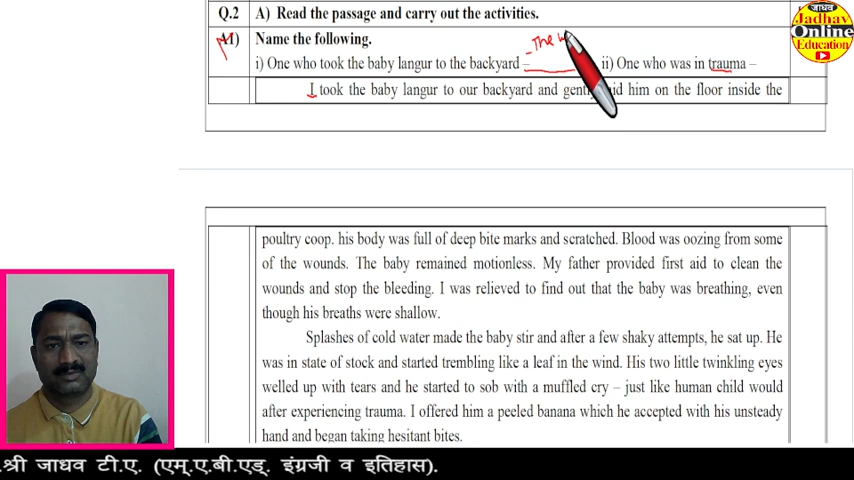 Q.2 A) Read the passage and carry out the activities.
जाधव
Jadhav
Online
Education
A1) Name the following.
The
i) One who took the baby langur to the backyard – ii) One who was in trauma –
I took the baby langur to our backyard and gently laid him on the floor inside the
poultry coop. his body was full of deep bite marks and scratched. Blood was oozing from some
of the wounds. The baby remained motionless. My father provided first aid to clean the
wounds and stop the bleeding. I was relieved to find out that the baby was breathing, even
though his breaths were shallow.
Splashes of cold water made the baby stir and after a few shaky attempts, he sat up. He
was in state of stock and started trembling like a leaf in the wind. His two little twinkling eyes
welled up with tears and he started to sob with a muffled cry – just like human child would
after experiencing trauma. I offered him a peeled banana which he accepted with his unsteady
hand and began taking hesitant bites.
.श्री जाधव टी.ए. (एम्.ए.बी.एड्. इंग्रजी व इतिहास).